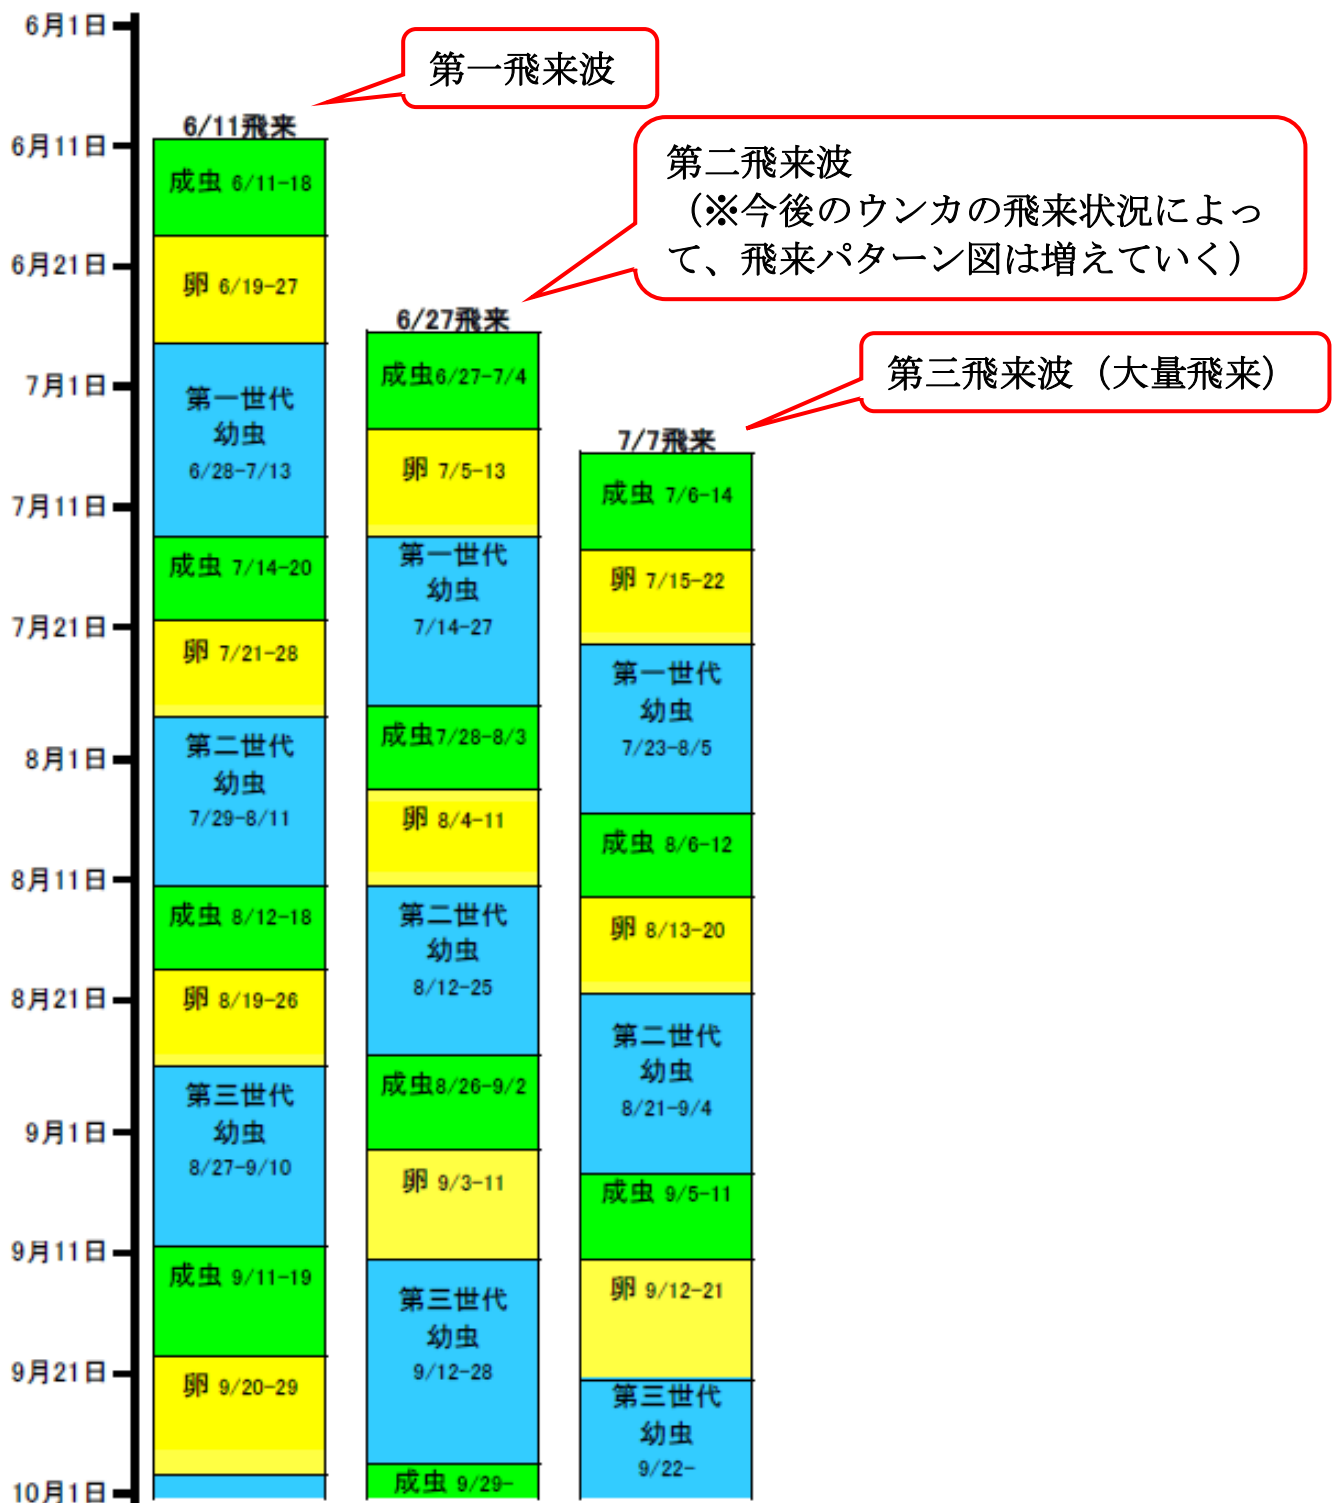 6月1日
6月11日
6月21日
7月1日
7月11日
7月21日
8月1日
8月11日
8月21日
9月1日
9月11日
9月21日
10月1日
第一飛来波
6/11飛来
成虫 6/11-18
卵 6/19-27
第一世代
幼虫
6/28-7/13
成虫 7/14-20
卵 7/21-28
第二世代
幼虫
7/29-8/11
成虫 8/12-18
卵 8/19-26
第三世代
幼虫
8/27-9/10
成虫 9/11-19
卵 9/20-29
第二飛来波
（※今後のウンカの飛来状況によっ
て、飛来パターン図は増えていく）
6/27飛来
成虫6/27-7/4
卵 7/5-13
第一世代
幼虫
7/14-27
成虫7/28-8/3
卵 8/4-11
第二世代
幼虫
8/12-25
成虫8/26-9/2
卵 9/3-11
第三世代
幼虫
9/12-28
成虫 9/29-
第三飛来波（大量飛来）
7/7飛来
成虫 7/6-14
卵 7/15-22
第一世代
幼虫
7/23-8/5
成虫 8/6-12
卵 8/13-20
第二世代
幼虫
8/21-9/4
成虫 9/5-11
卵 9/12-21
第三世代
幼虫
9/22-